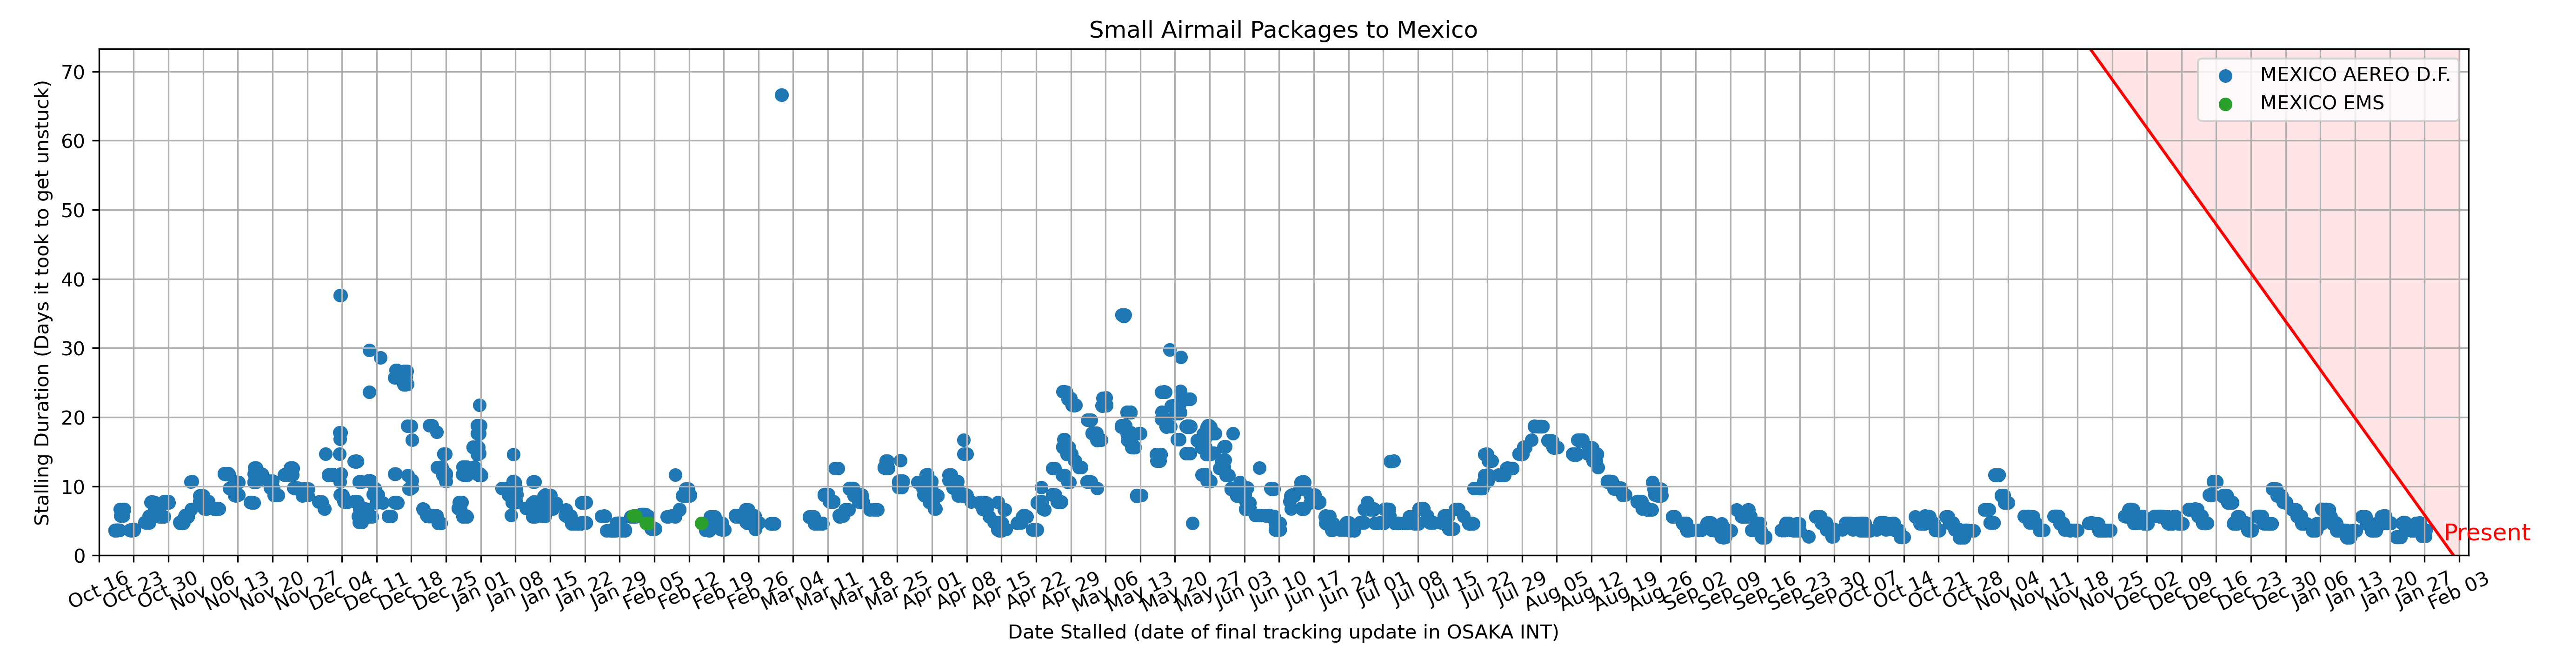 Small Airmail Packages to Mexico
Stalling Duration (Days it took to get unstuck)
70
60
50
40
30
20
10
0
MEXICO AEREO D.F.
MEXICO EMS
Present
Oct 16
Oct 23
Oct 30
Nov 06
Nov 13
Nov 20
Nov 27
Dec 04
Dec 11
Dec 18
Dec 25
Jan 01
Jan 08
Jan 15
Jan 22
Jan 29
Feb 05
Feb 12
Feb 19
Feb 26
Mar 04
Mar 11
Mar 18
Mar 25
Apr 01
Apr 08
Apr 15
Apr 22
Apr 29
May 06
May 13
May 20
May 27
Jun 03
Jun 10
Jun 17
Jun 24
Jul 01
Jul 08
Jul 15
Jul 22
Jul 29
Aug 05
Aug 12
Aug 19
Aug 26
Sep 02
Sep 09
Sep 16
Sep 23
Sep 30
Oct 07
Oct 14
Oct 21
Oct 28
Nov 04
Nov 11
Nov 18
Nov 25
Dec 02
Dec 09
Dec 16
Dec 23
Dec 30
Jan 06
Jan 13
Jan 20
Jan 27
Feb 03
Date Stalled (date of final tracking update in OSAKA INT)